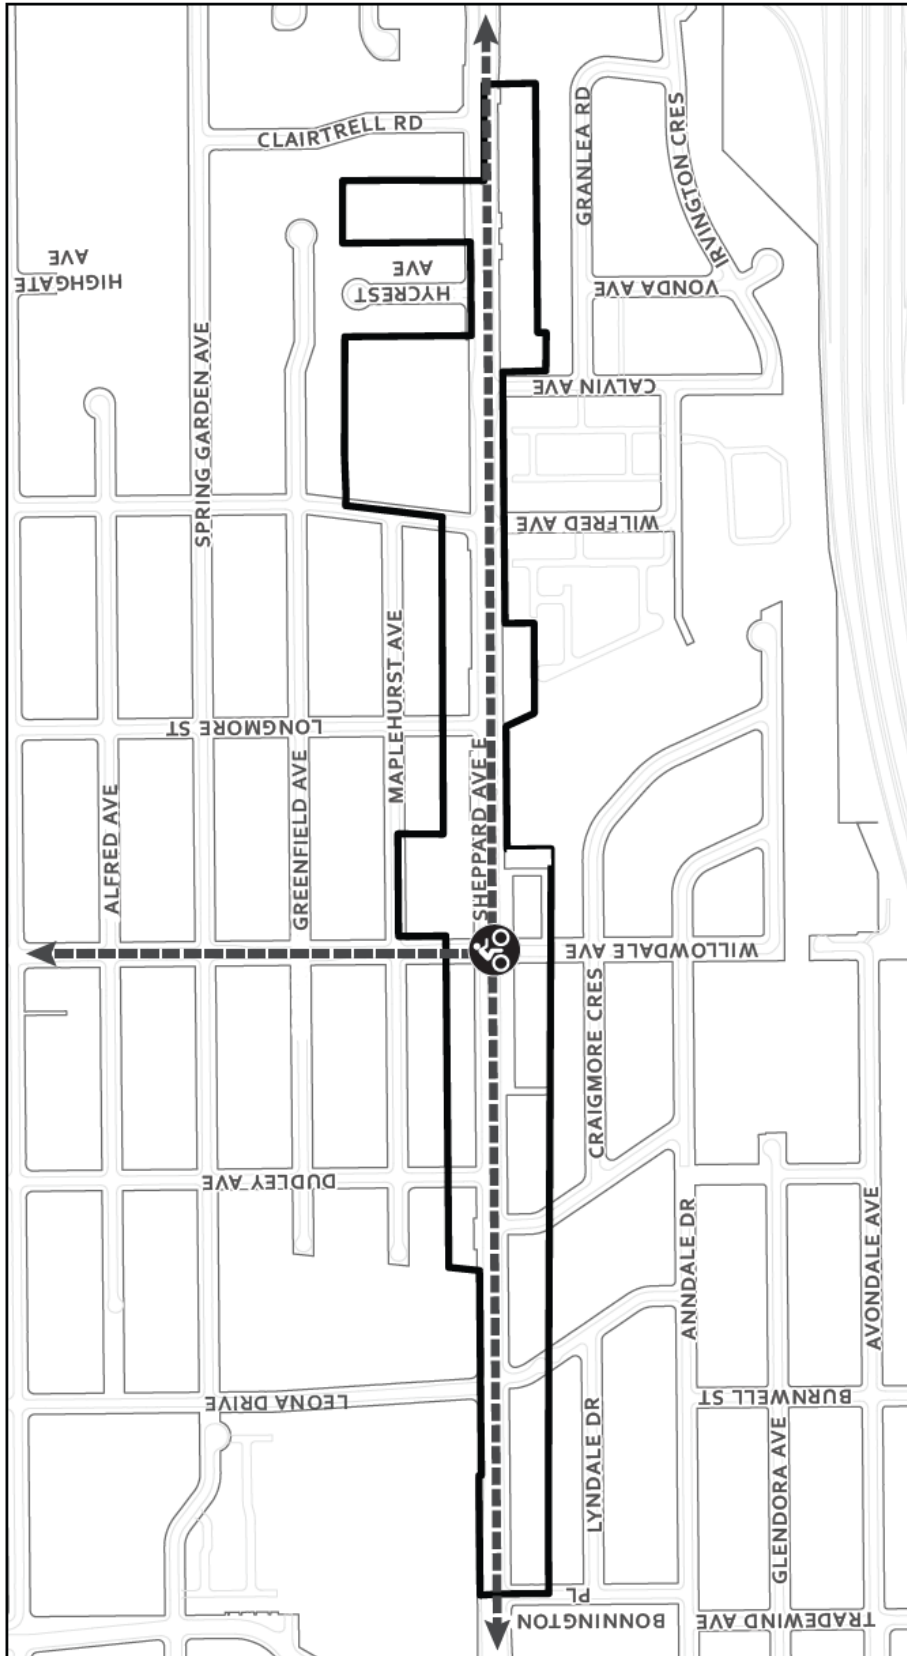 CLAIRTRELL RD
GRANLEA RD
IRVINGTON CRES
HIGHGATE
AVE
HYCREST
AVE
VONDA AVE
SPRING GARDEN AVE
CALVIN AVE
WILFRED AVE
MAPLEHURST AVE
LONGMORE ST
SHEPPARD AVE E
GREENFIELD AVE
ALFRED AVE
WILLOWDALE AVE
CRAIGMORE CRES
DUDLEY AVE
ANNDALE DR
AVONDALE AVE
LEONA DRIVE
BURNWELL ST
LYNDALE DR
GLENDORA AVE
BONNINGTON
PL
TRADEWIND AVE